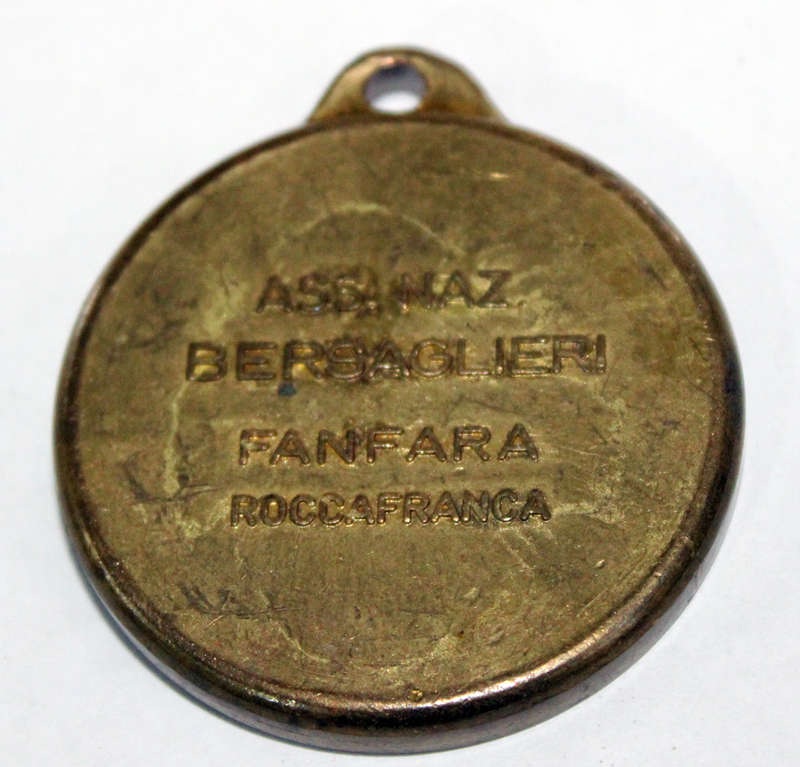 ASS. NAZ.
BERSAGLIERI
FANFARA
ROCCAFRANCA